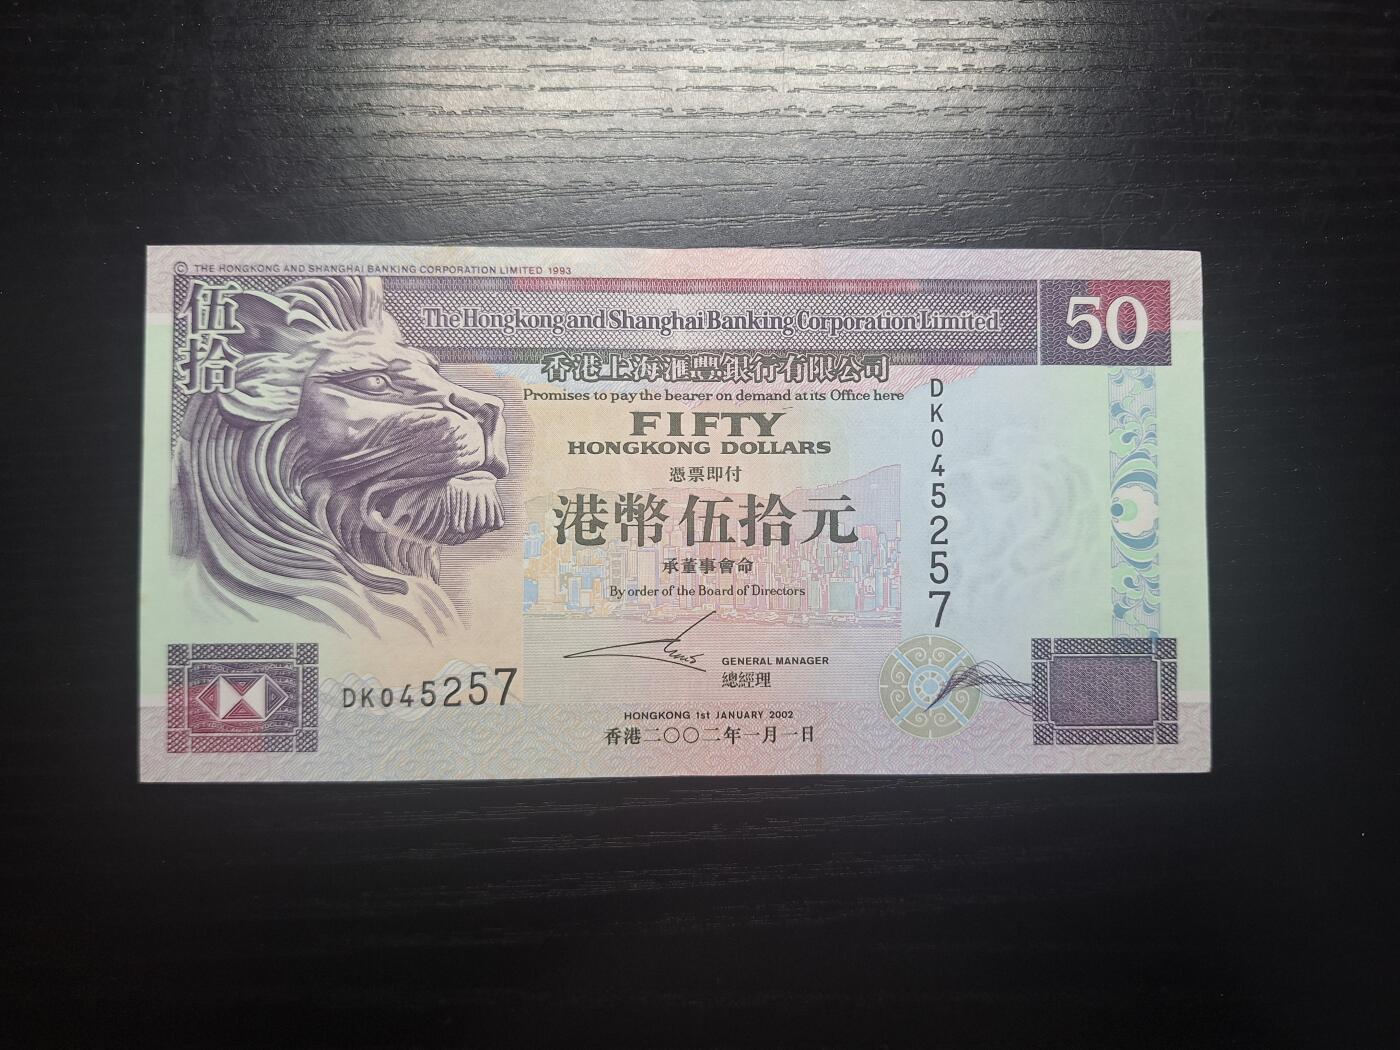 © THE HONGKONG AND SHANGHAI BANKING CORPORATION LIMITED 1993
伍拾
The Hongkong and Shanghai Banking Corporation Limited
50
香港上海滙豐銀行有限公司
Promises to pay the bearer on demand at its Office here
FIFTY
HONGKONG DOLLARS
憑票即付
港幣伍拾元
承董事會命
By order of the Board of Directors
DK045257
GENERAL MANAGER
總經理
DK045257
HONGKONG 1st JANUARY 2002
香港二〇〇二年一月一日